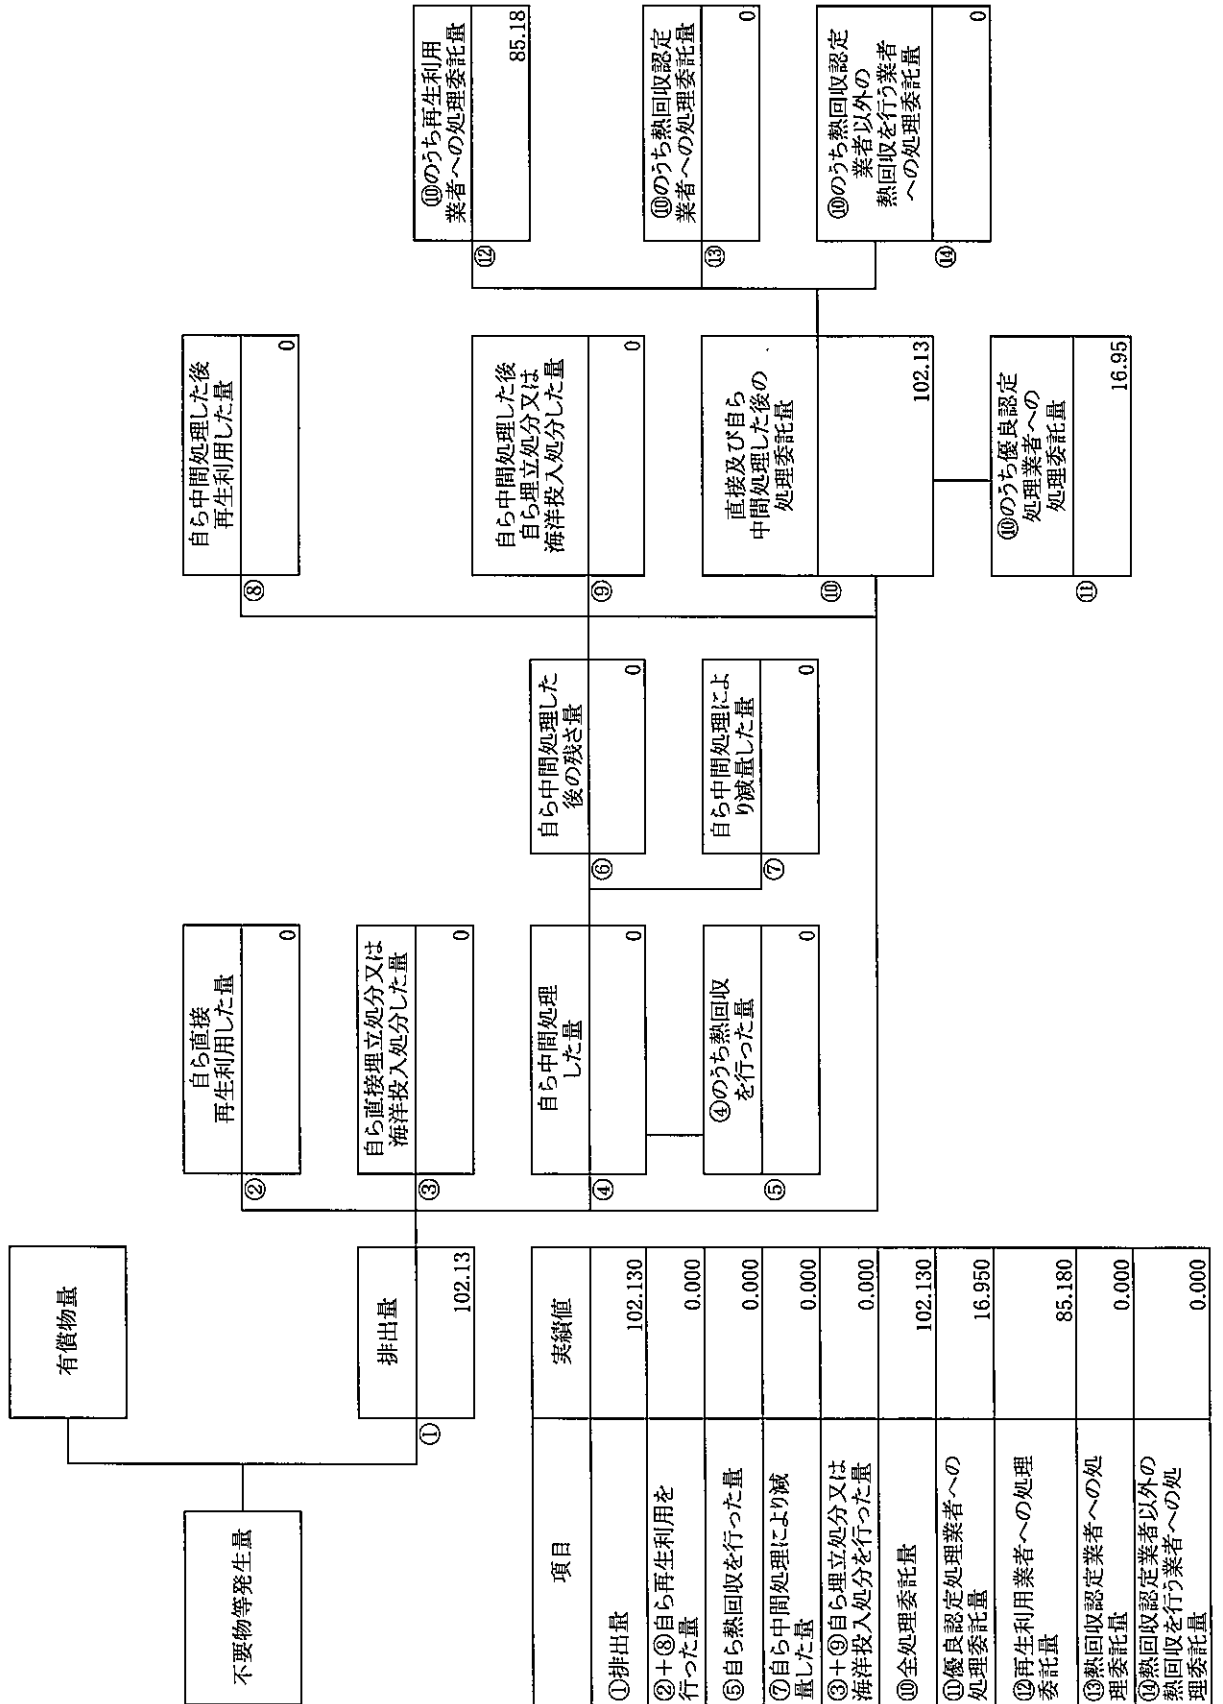 有償物量
不要物等発生量
排出量
①
102.13
自ら直接
再生利用した量
②
0
自ら直接埋立処分又は
海洋投入処分した量
③
0
自ら中間処理
した量
④
0
④のうち熱回収
を行った量
⑤
0
自ら中間処理した
後の残さ量
⑥
0
自ら中間処理によ
り減量した量
⑦
0
自ら中間処理した後
再生利用した量
⑧
0
自ら中間処理した後
自ら埋立処分又は
海洋投入処分した量
⑨
0
直接及び自ら
中間処理した後の
処理委託量
⑩
102.13
⑩のうち優良認定
処理業者への
処理委託量
⑪
16.95
⑩のうち再生利用
業者への処理委託量
⑫
85.18
⑩のうち熱回収認定
業者への処理委託量
⑬
0
⑩のうち熱回収認定
業者以外の
熱回収を行う業者
への処理委託量
⑭
0
項目 実績値
①排出量 102.130
②+⑧自ら再生利用を
行った量 0.000
⑤自ら熱回収を行った量 0.000
⑦自ら中間処理により減
量した量 0.000
③+⑨自ら埋立処分又は
海洋投入処分を行った量 0.000
⑩全処理委託量 102.130
⑪優良認定処理業者への
処理委託量 16.950
⑫再生利用業者への処理
委託量 85.180
⑬熱回収認定業者への処
理委託量 0.000
⑭熱回収認定業者以外の
熱回収を行う業者への処
理委託量 0.000